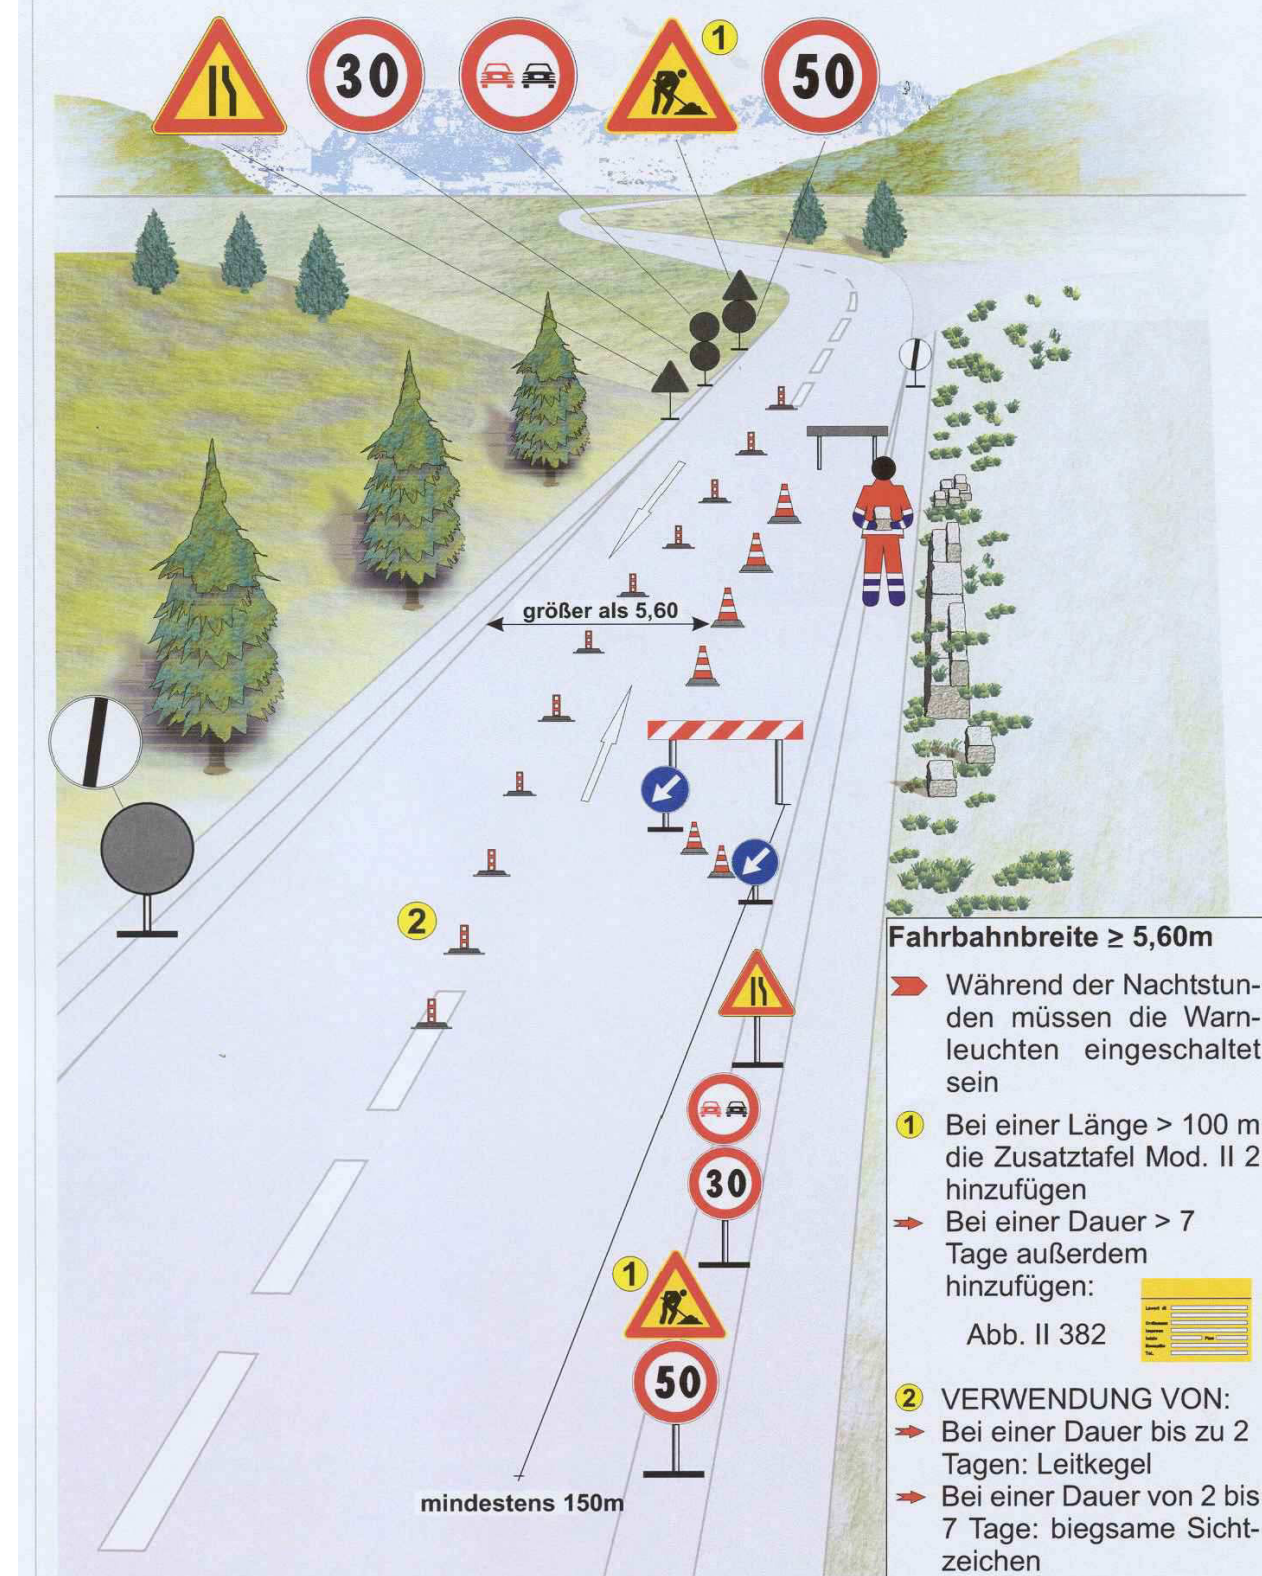 30
1
50
größer als 5,60
2
30
1
50
mindestens 150m
Fahrbahnbreite ≥ 5,60m
Während der Nachtstun-
den müssen die Warn-
leuchten eingeschaltet
sein
1 Bei einer Länge > 100 m
die Zusatztafel Mod. II 2
hinzufügen
Bei einer Dauer > 7
Tage außerdem
hinzufügen:
Abb. II 382
2 VERWENDUNG VON:
Bei einer Dauer bis zu 2
Tagen: Leitkegel
Bei einer Dauer von 2 bis
7 Tage: biegsame Sicht-
zeichen